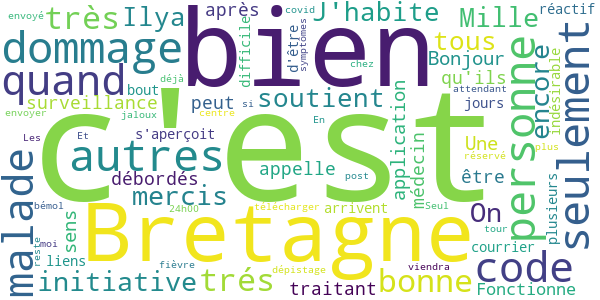 envoyé
très
Ilya
après
covid
J'habite
Mille
réactif
dommage
bien
difficile
d'être
symptômes
tous
Bonjour
encore
indésirable
seulement
quand
déjà
chez
qu'ils
bout
surveillance
peut
si
soutient
attendant
jours
personne
envoyer
jaloux
centre
c'est
Les
Et
s'aperçoit
En
application
médecin
Une
plus
autres
appelle
réservé
être
malade
débordés
mercis
post
plusieurs
24h00
télécharger
arrivent
Seul
On
bémol
sens
Bretagne
tour
moi
liens
courrier
reste
fièvre
viendra
code
initiative
trés
dépistage
traitant
bonne
Fonctionne